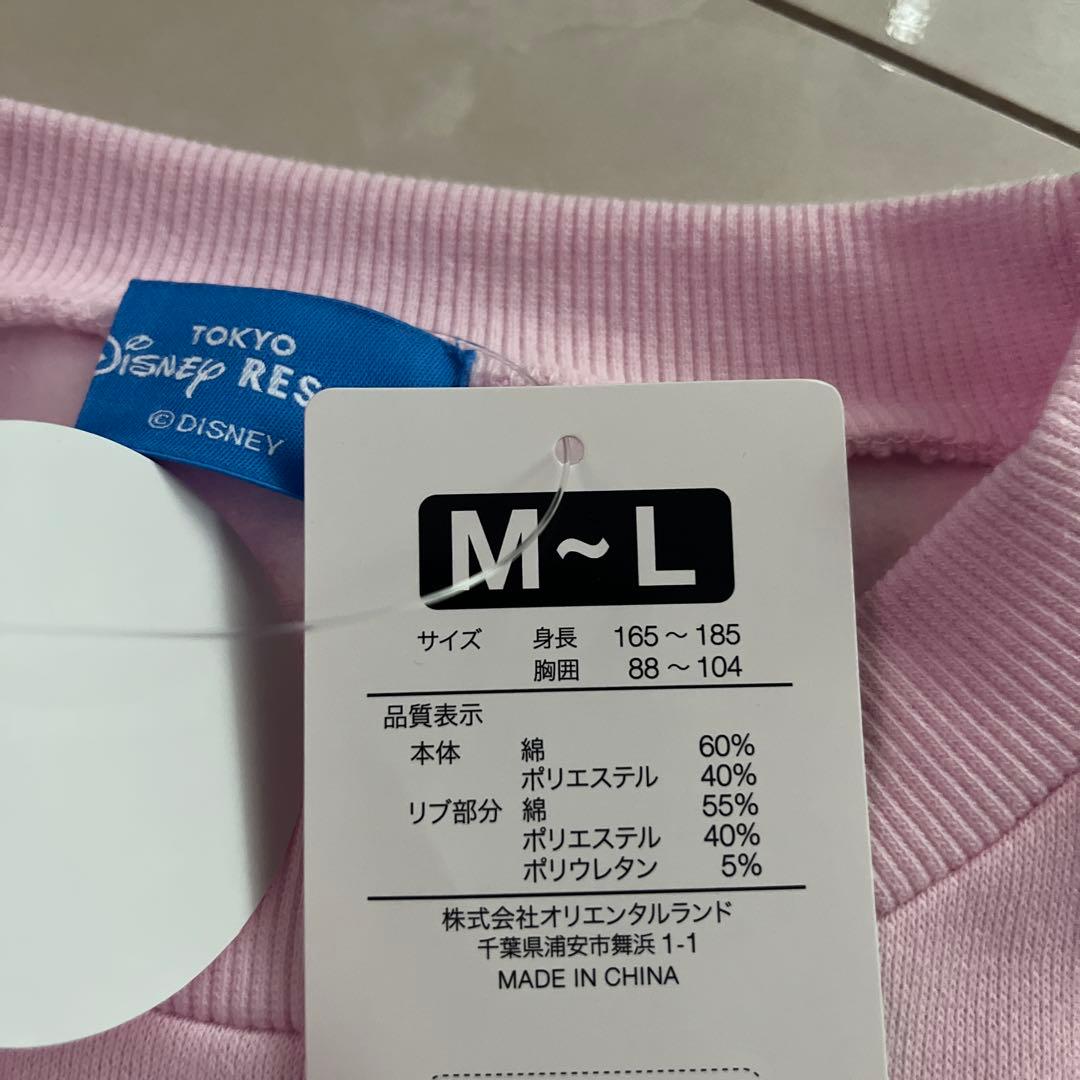 TOKYO
Disney RES
©DISNEY
M~L
サイズ 身長 165～185
胸囲 88～104
品質表示
本体 綿 60%
ポリエステル 40%
リブ部分 綿 55%
ポリエステル 40%
ポリウレタン 5%
株式会社オリエンタルランド
千葉県浦安市舞浜1-1
MADE IN CHINA